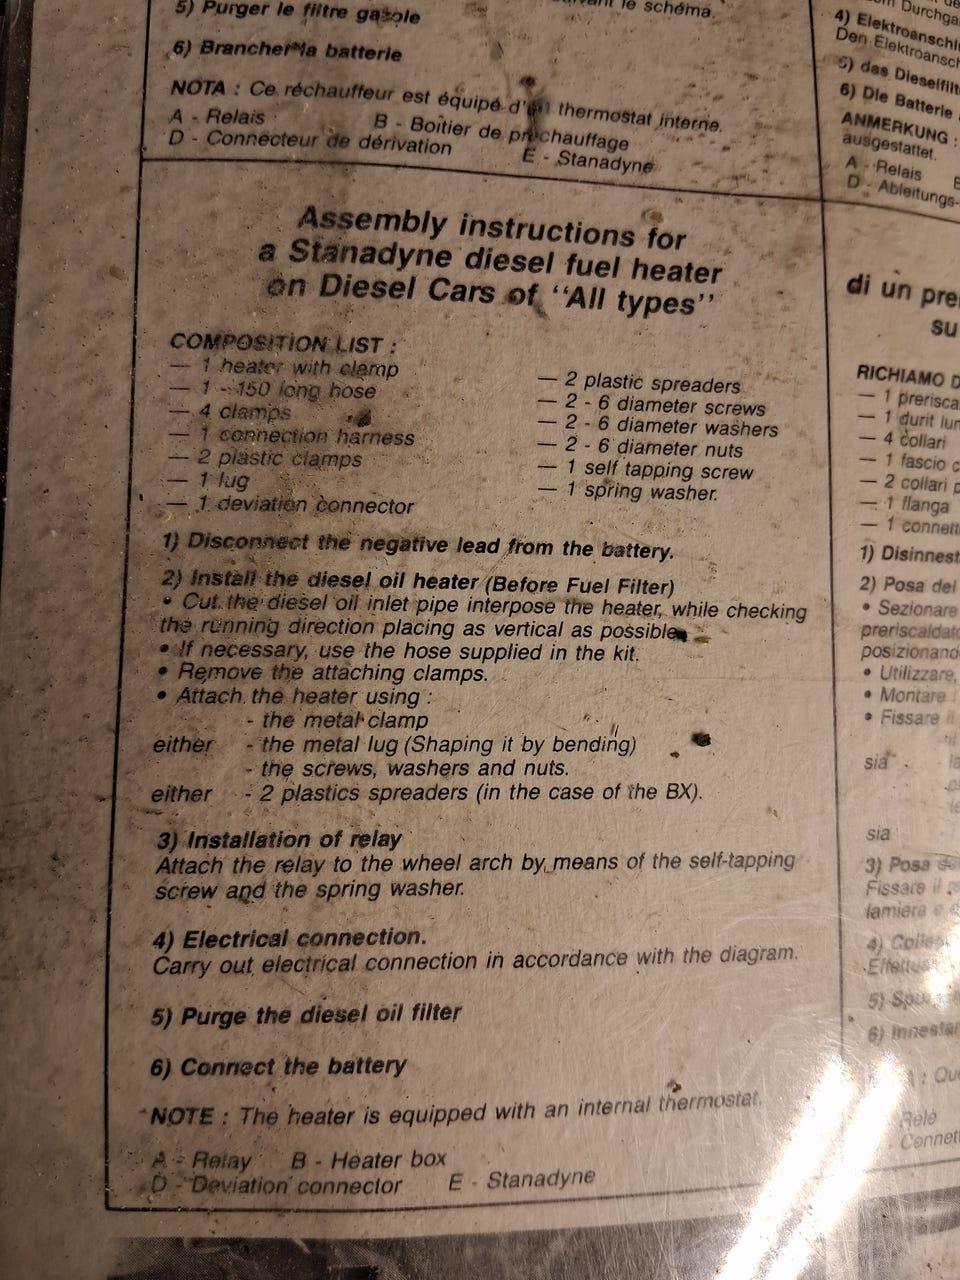 5) Purger le filtre gasole
le schéma.
6) Brancher la batterie
NOTA : Ce réchauffeur est équipé d'un thermostat interne.
A - Relais B - Boîtier de préchauffage
D - Connecteur de dérivation E - Stanadyne
Durchga
4) Elektroanschl
Den Elektroansch
5) das Dieselfilt
6) Die Batterie
ANMERKUNG :
ausgestattet.
A - Relais
D - Ableitungs-
Assembly instructions for
a Stanadyne diesel fuel heater
on Diesel Cars of "All types"
COMPOSITION LIST :
— 1 heater with clamp
— 1 - 150 long hose
— 4 clamps
— 1 connection harness
— 2 plastic clamps
— 1 lug
— 1 deviation connector
— 2 plastic spreaders
— 2 - 6 diameter screws
— 2 - 6 diameter washers
— 2 - 6 diameter nuts
— 1 self tapping screw
— 1 spring washer.
1) Disconnect the negative lead from the battery.
2) Install the diesel oil heater (Before Fuel Filter)
• Cut the diesel oil inlet pipe interpose the heater, while checking
the running direction placing as vertical as possible
• If necessary, use the hose supplied in the kit.
• Remove the attaching clamps.
• Attach the heater using :
- the metal clamp
either - the metal lug (Shaping it by bending)
- the screws, washers and nuts.
either - 2 plastics spreaders (in the case of the BX).
3) Installation of relay
Attach the relay to the wheel arch by means of the self-tapping
screw and the spring washer.
4) Electrical connection.
Carry out electrical connection in accordance with the diagram.
5) Purge the diesel oil filter
6) Connect the battery
NOTE : The heater is equipped with an internal thermostat.
A - Relay B - Heater box
D - Deviation connector E - Stanadyne
di un pre
su
RICHIAMO D
— 1 prerisca
— 1 durit lun
— 4 collari
— 1 fascio c
— 2 collari p
— 1 flanga
— 1 connett
1) Disinnest
2) Posa del
• Sezionare
preriscaldat
posizionand
• Utilizzare,
• Montare
• Fissare il
sia
sia
3) Posa
Fissare il
lamiera e
4)
5)
6) Innestar